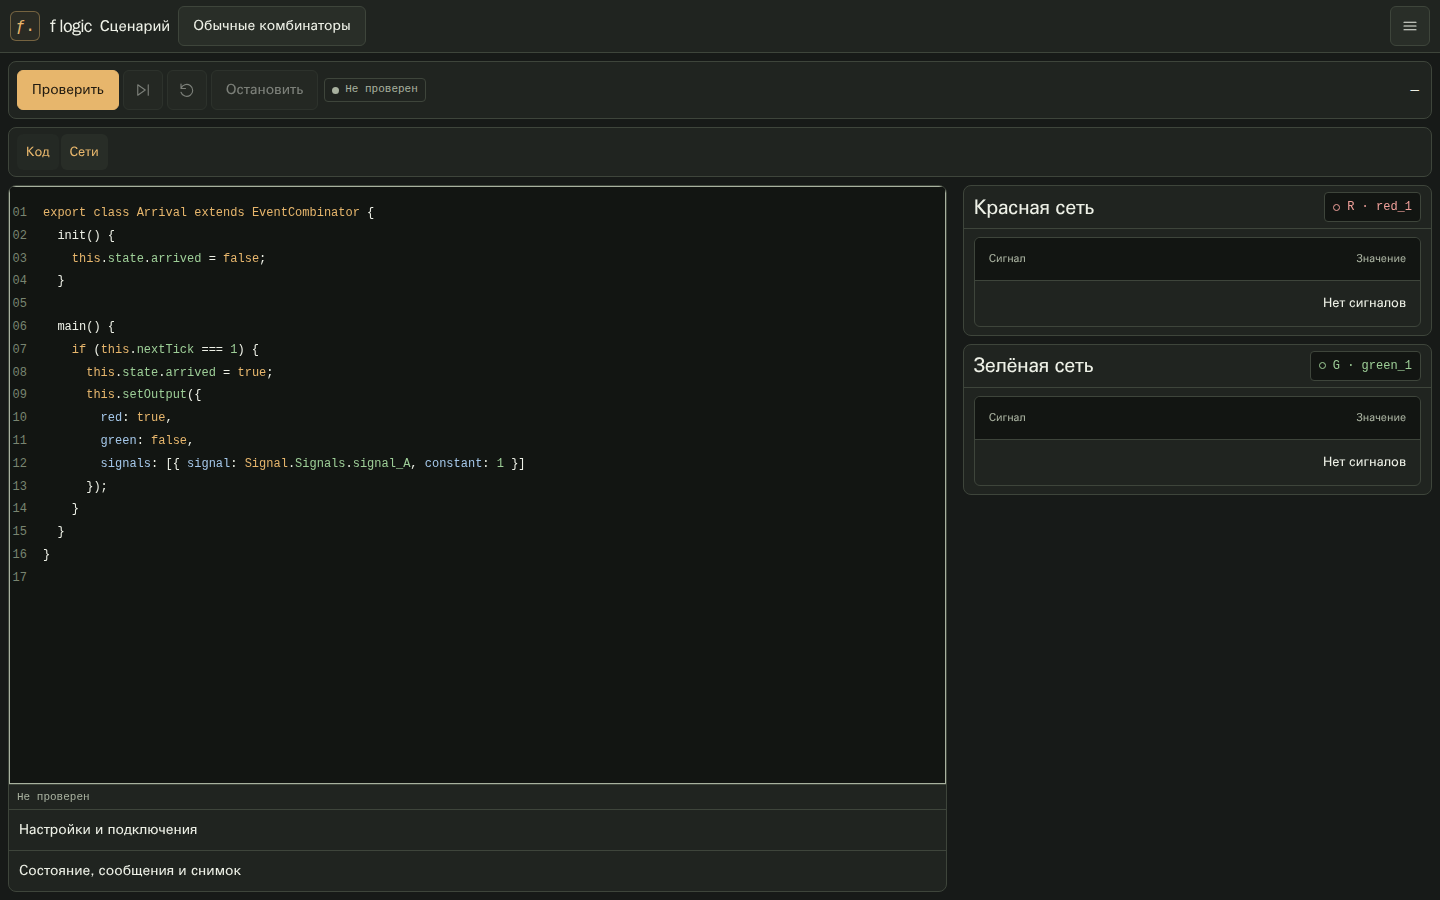 f. f logic Сценарий Обычные комбинаторы
Проверить Остановить Не проверен –
Код Сети
01 export class Arrival extends EventCombinator {
02   init() {
03     this.state.arrived = false;
04   }
05
06   main() {
07     if (this.nextTick === 1) {
08       this.state.arrived = true;
09       this.setOutput({
10         red: true,
11         green: false,
12         signals: [{ signal: Signal.Signals.signal_A, constant: 1 }]
13       });
14     }
15   }
16 }
17
Не проверен
Настройки и подключения
Состояние, сообщения и снимок
Красная сеть R · red_1
Сигнал Значение
Нет сигналов
Зелёная сеть G · green_1
Сигнал Значение
Нет сигналов